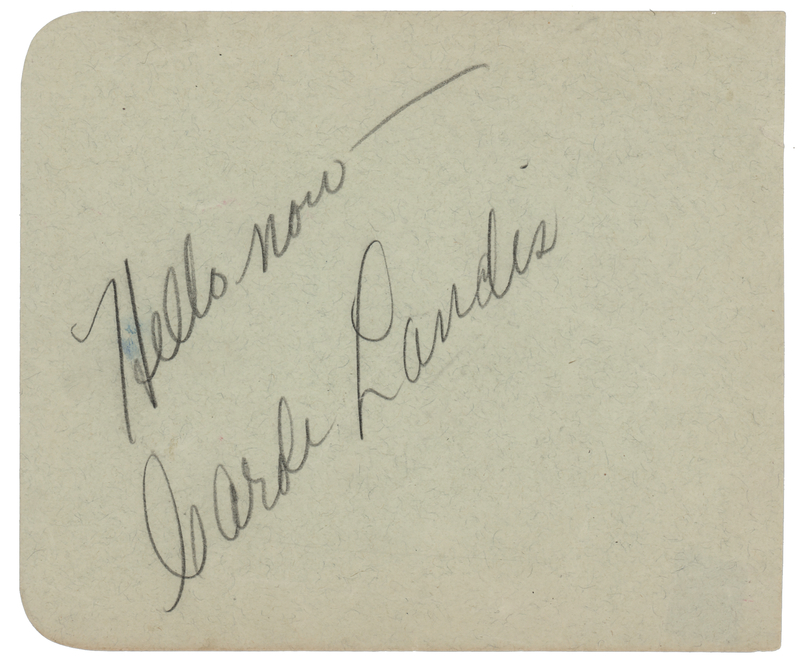 Hello now —
Carole Landis